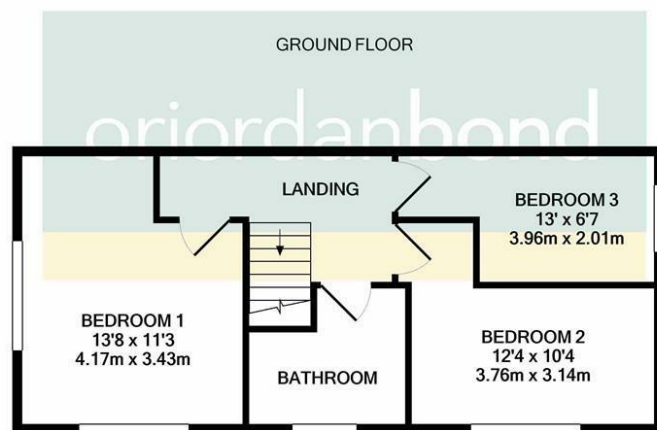 GROUND FLOOR
oriordanbond
LANDING
BEDROOM 3
13' x 6'7
3.96m x 2.01m
BEDROOM 1
13'8 x 11'3
4.17m x 3.43m
BEDROOM 2
12'4 x 10'4
3.76m x 3.14m
BATHROOM